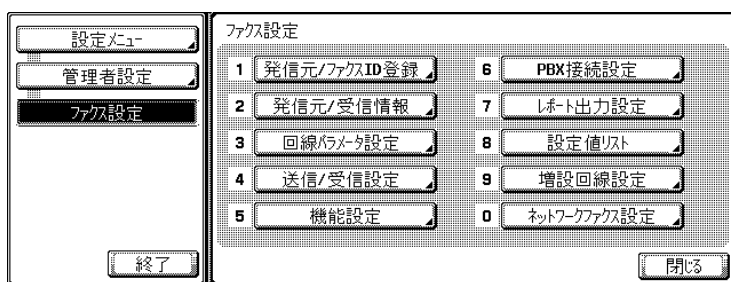 設定メニュー
管理者設定
ファクス設定
終了
ファクス設定
1 発信元/ファクスID登録
2 発信元/受信情報
3 回線パラメータ設定
4 送信/受信設定
5 機能設定
6 PBX接続設定
7 レポート出力設定
8 設定値リスト
9 増設回線設定
0 ネットワークファクス設定
閉じる